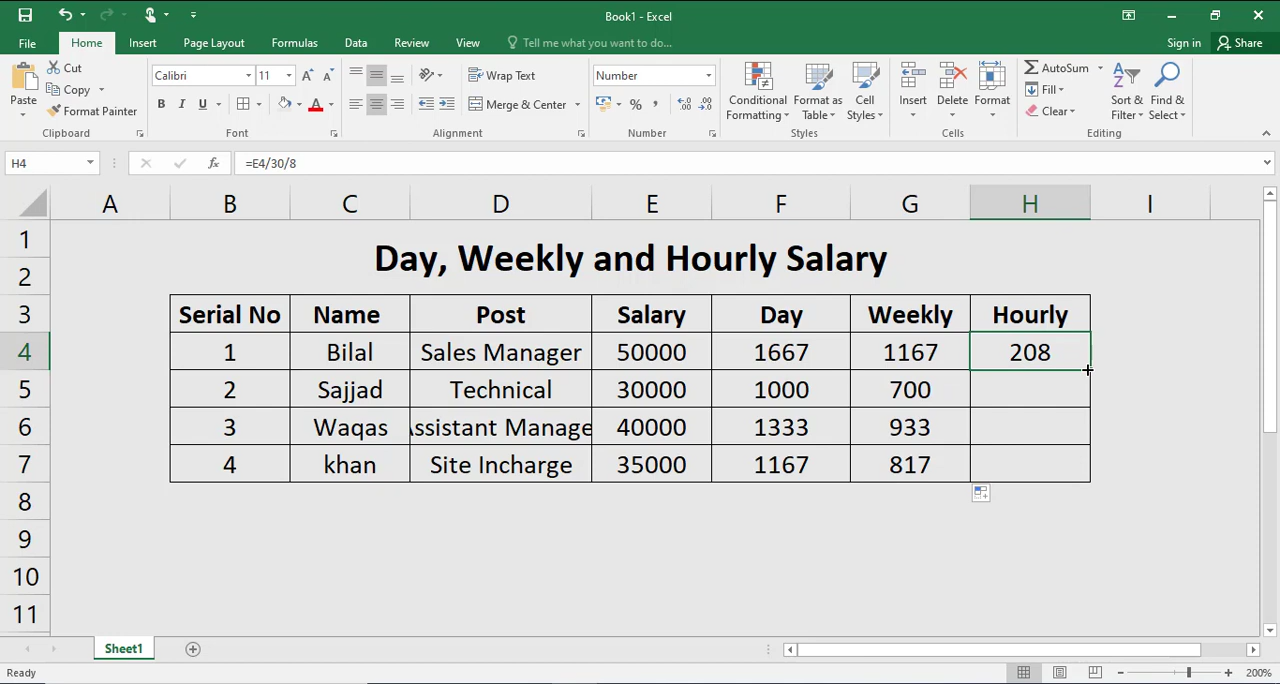 Book1 - Excel
File Home Insert Page Layout Formulas Data Review View Tell me what you want to do... Sign in Share
Cut
Copy
Format Painter
Paste
Calibri 11
B I U
Wrap Text
Merge & Center
Number
%
Conditional Formatting
Format as Table
Cell Styles
Insert
Delete
Format
AutoSum
Fill
Clear
Sort & Filter
Find & Select
Clipboard Font Alignment Number Styles Cells Editing
H4 fx =E4/30/8
A B C D E F G H I
1
Day, Weekly and Hourly Salary
2
3 Serial No Name Post Salary Day Weekly Hourly
4 1 Bilal Sales Manager 50000 1667 1167 208
5 2 Sajjad Technical 30000 1000 700
6 3 Waqas Assistant Manage 40000 1333 933
7 4 khan Site Incharge 35000 1167 817
8
9
10
11
Sheet1
Ready 200%